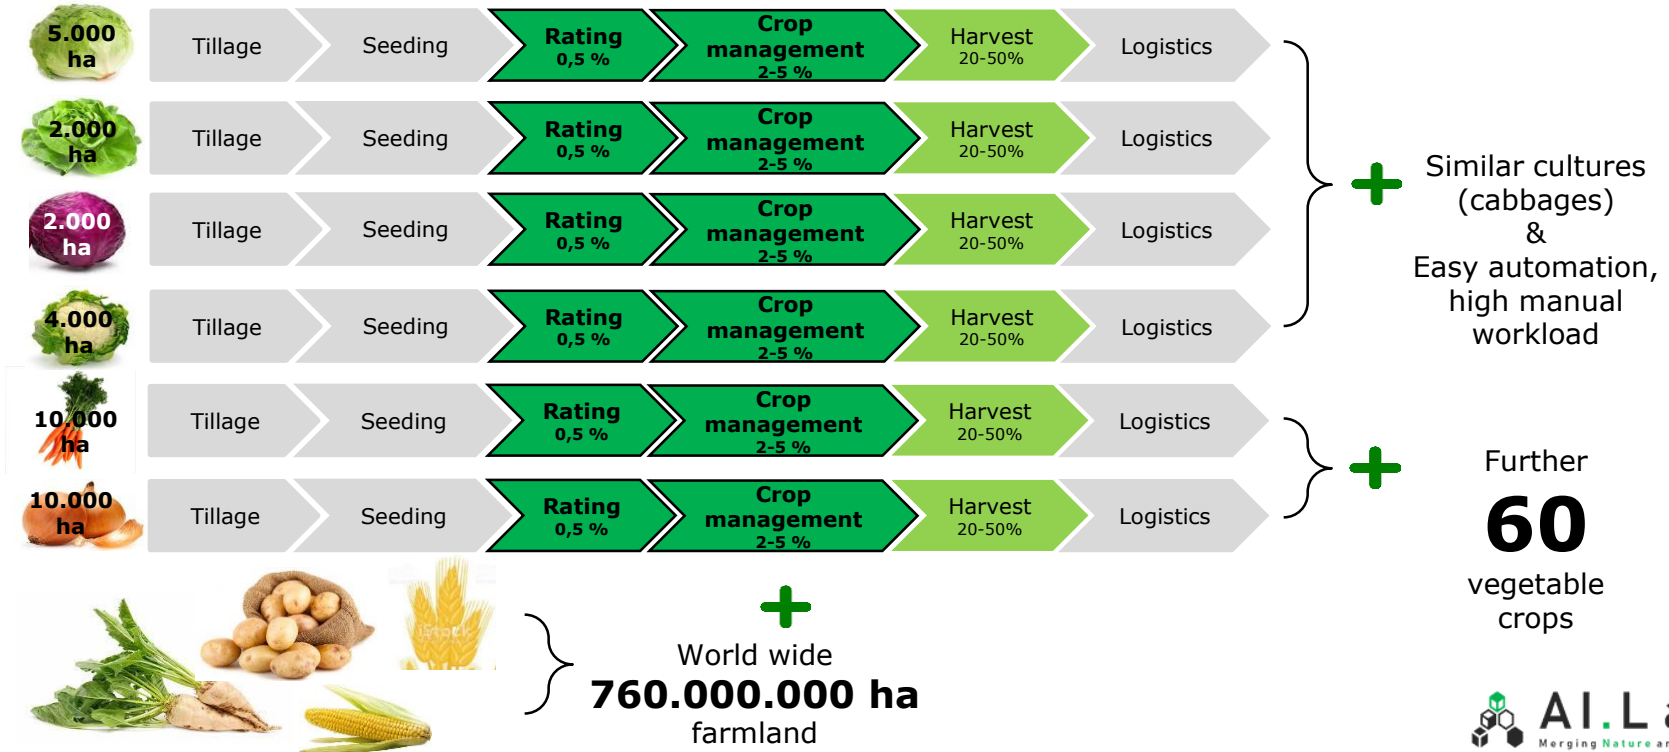 5.000
ha
Tillage
Seeding
Rating
0,5 %
Crop
management
2-5 %
Harvest
20-50%
Logistics
2.000
ha
Tillage
Seeding
Rating
0,5 %
Crop
management
2-5 %
Harvest
20-50%
Logistics
2.000
ha
Tillage
Seeding
Rating
0,5 %
Crop
management
2-5 %
Harvest
20-50%
Logistics
4.000
ha
Tillage
Seeding
Rating
0,5 %
Crop
management
2-5 %
Harvest
20-50%
Logistics
Similar cultures
(cabbages)
&
Easy automation,
high manual
workload
10.000
ha
Tillage
Seeding
Rating
0,5 %
Crop
management
2-5 %
Harvest
20-50%
Logistics
10.000
ha
Tillage
Seeding
Rating
0,5 %
Crop
management
2-5 %
Harvest
20-50%
Logistics
Further
60
vegetable
crops
iStock
World wide
760.000.000 ha
farmland
AI.La
Merging Nature an